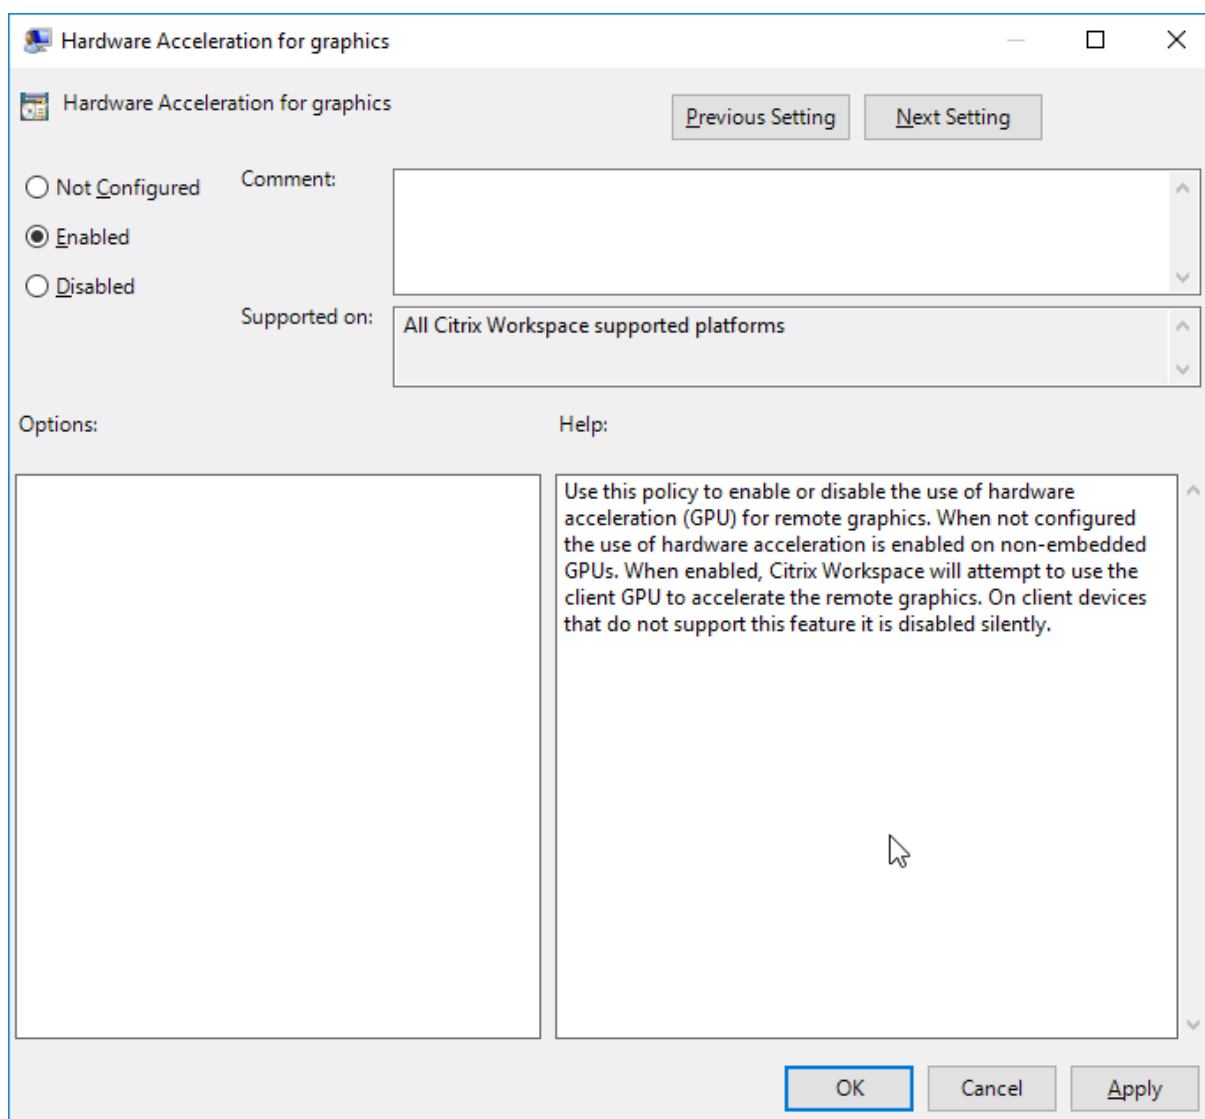 Hardware Acceleration for graphics
Hardware Acceleration for graphics
Previous Setting
Next Setting
Not Configured
Comment:
Enabled
Disabled
Supported on:
All Citrix Workspace supported platforms
Options:
Help:
Use this policy to enable or disable the use of hardware
acceleration (GPU) for remote graphics. When not configured
the use of hardware acceleration is enabled on non-embedded
GPUs. When enabled, Citrix Workspace will attempt to use the
client GPU to accelerate the remote graphics. On client devices
that do not support this feature it is disabled silently.
OK
Cancel
Apply